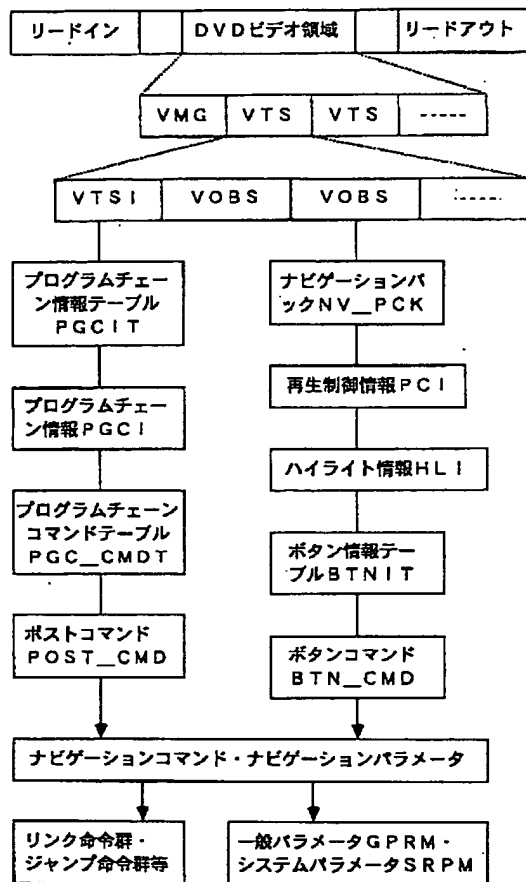 リードイン
DVDビデオ領域
リードアウト
VMG
VTS
VTS
-----
VTSI
VOBS
VOBS
-----
プログラムチェー
ン情報テーブル
PGCIT
ナビゲーションパ
ックNV_PCK
プログラムチェー
ン情報PGCI
再生制御情報PCI
ハイライト情報HLI
プログラムチェーン
コマンドテーブル
PGC_CMDT
ボタン情報テー
ブルBTNIT
ポストコマンド
POST_CMD
ボタンコマンド
BTN_CMD
ナビゲーションコマンド・ナビゲーションパラメータ
リンク命令群・
ジャンプ命令群等
一般パラメータGPRM・
システムパラメータSRPM